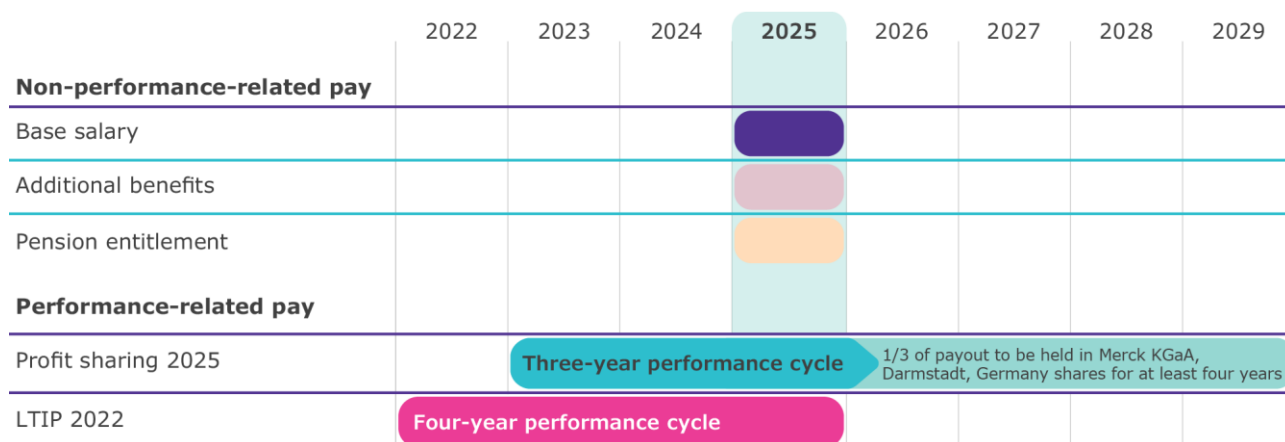 2022 2023 2024 2025 2026 2027 2028 2029
Non-performance-related pay
Base salary
Additional benefits
Pension entitlement
Performance-related pay
Profit sharing 2025
Three-year performance cycle
1/3 of payout to be held in Merck KGaA,
Darmstadt, Germany shares for at least four years
LTIP 2022
Four-year performance cycle